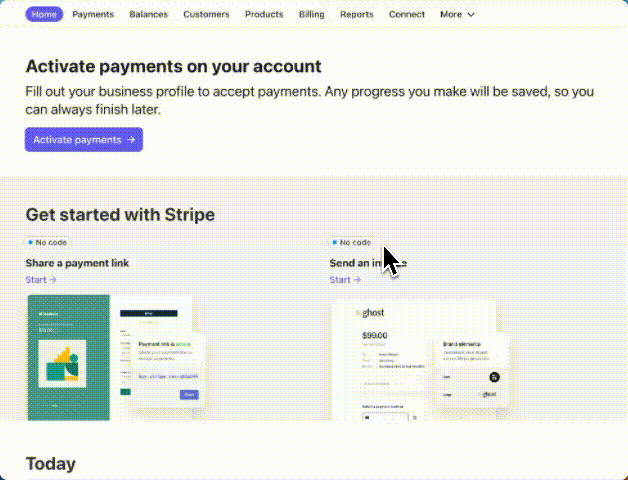 Home Payments Balances Customers Products Billing Reports Connect More
Activate payments on your account
Fill out your business profile to accept payments. Any progress you make will be saved, so you
can always finish later.
Activate payments →
Get started with Stripe
No code
Share a payment link
Start →
No code
Send an
Start →
Payment link is active
ghost
$99.00
Brand elements
ghost
Today